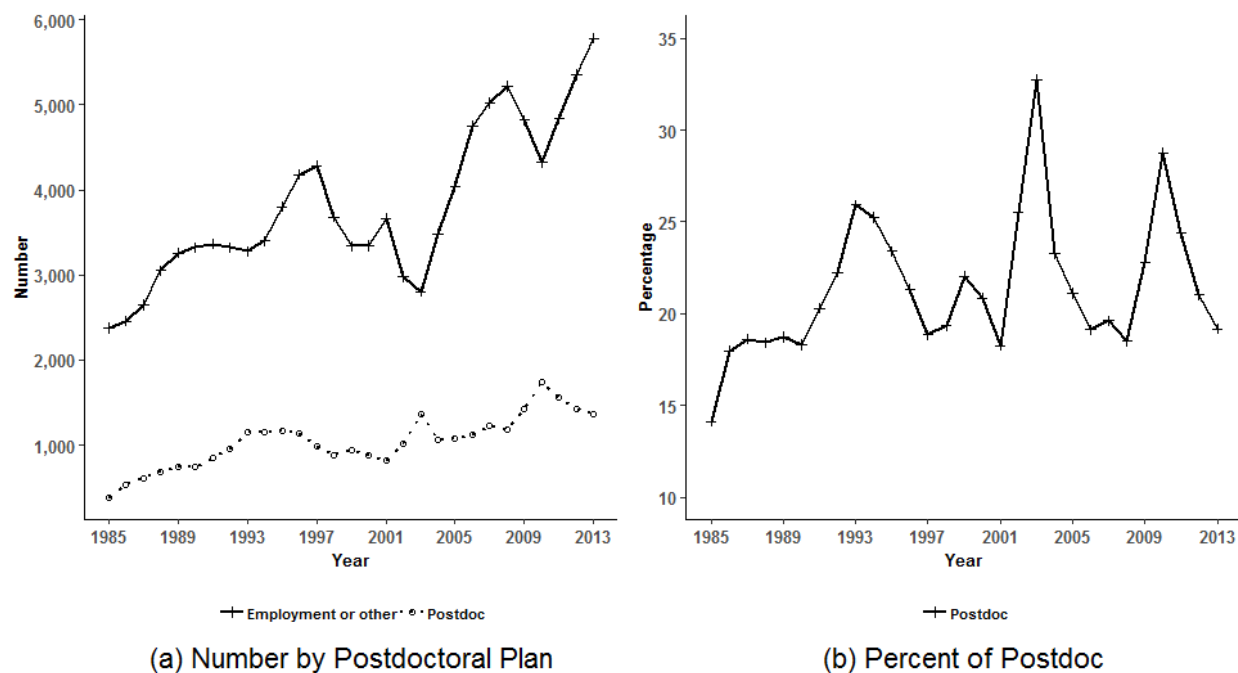 6,000
5,000
4,000
3,000
2,000
1,000
Number
1985 1989 1993 1997 2001 2005 2009 2013
Year
Employment or other Postdoc
(a) Number by Postdoctoral Plan
35
30
25
20
15
10
Percentage
1985 1989 1993 1997 2001 2005 2009 2013
Year
Postdoc
(b) Percent of Postdoc